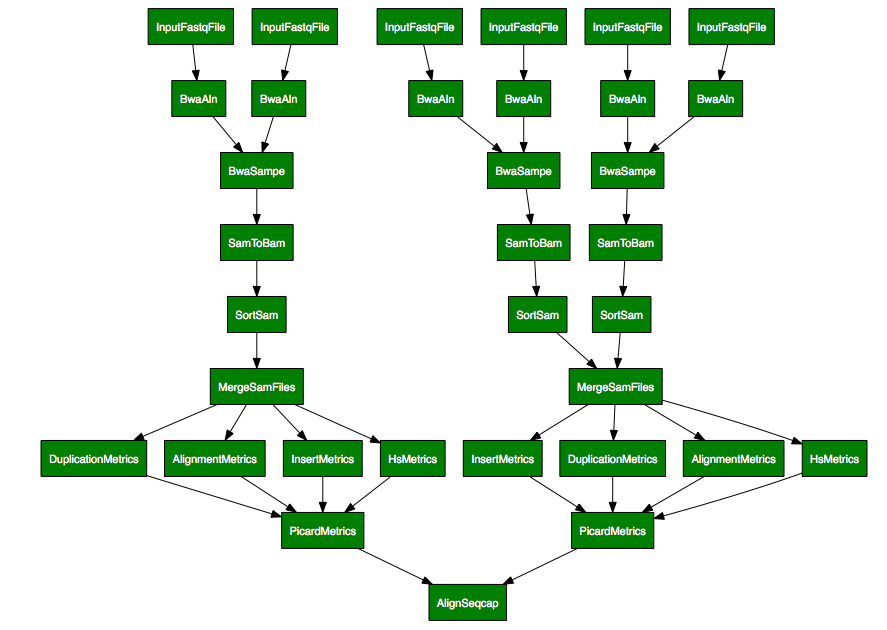 InputFastqFile
InputFastqFile
InputFastqFile
InputFastqFile
InputFastqFile
InputFastqFile
BwaAln
BwaAln
BwaAln
BwaAln
BwaAln
BwaAln
BwaSampe
BwaSampe
BwaSampe
SamToBam
SamToBam
SamToBam
SortSam
SortSam
SortSam
MergeSamFiles
MergeSamFiles
DuplicationMetrics
AlignmentMetrics
InsertMetrics
HsMetrics
InsertMetrics
DuplicationMetrics
AlignmentMetrics
HsMetrics
PicardMetrics
PicardMetrics
AlignSeqcap